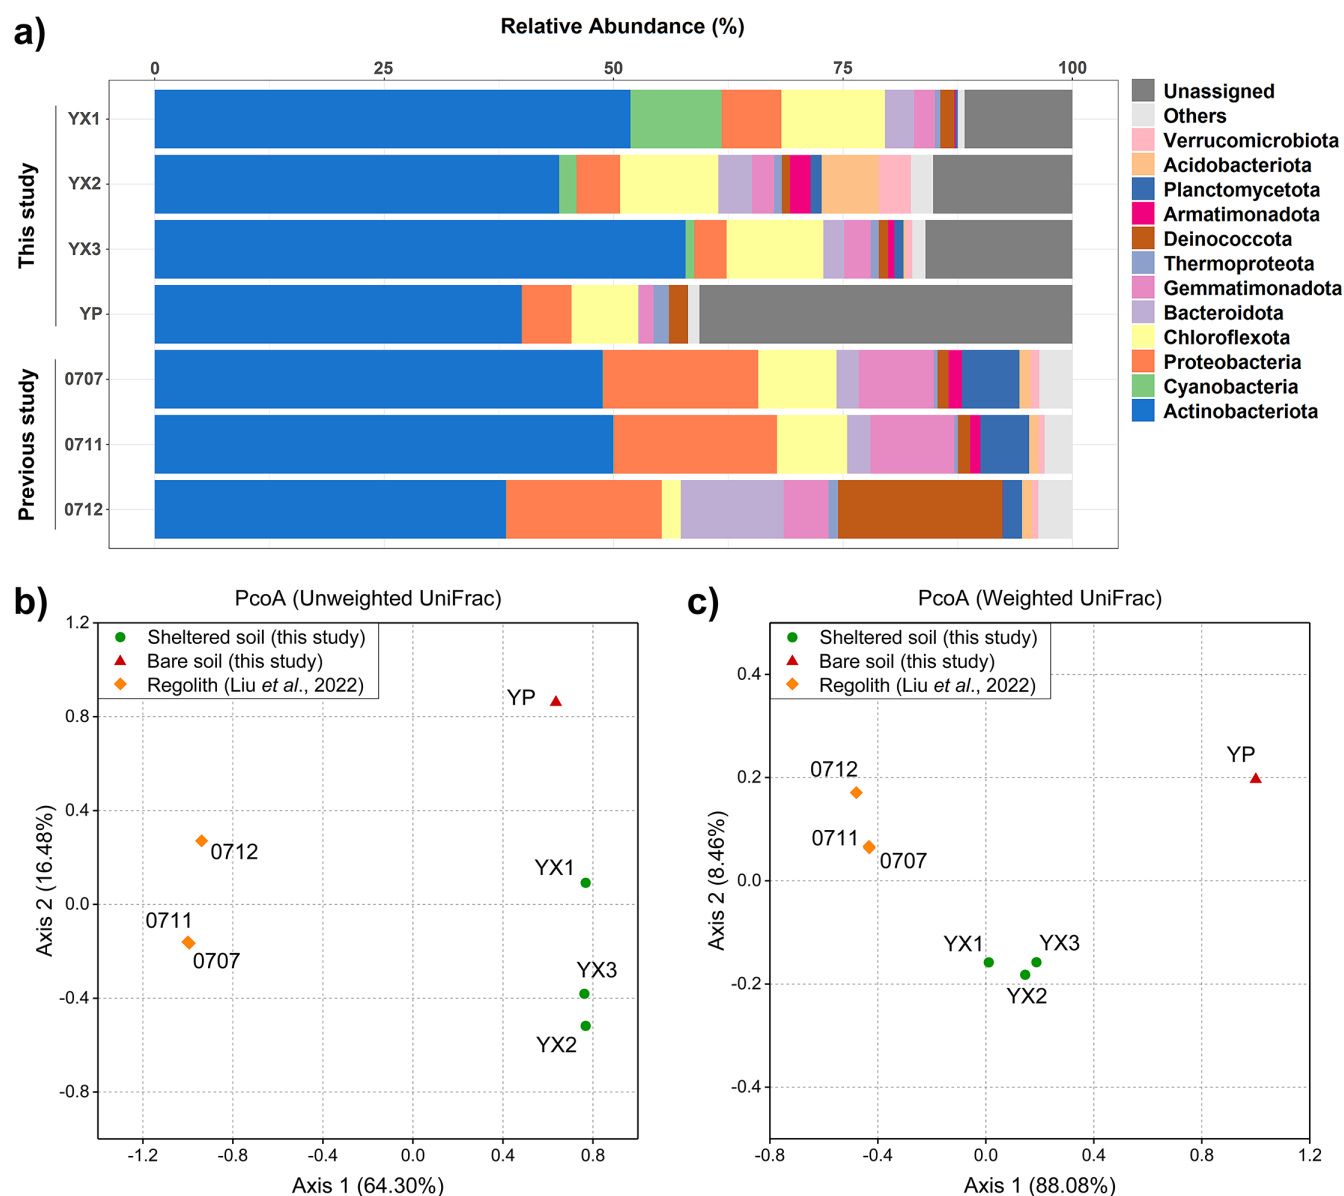 a)
Relative Abundance (%)
0 25 50 75 100
This study
YX1
YX2
YX3
YP
Previous study
0707
0711
0712
Unassigned
Others
Verrucomicrobiota
Acidobacteriota
Planctomycetota
Armatimonadota
Deinococcota
Thermoproteota
Gemmatimonadota
Bacteroidota
Chloroflexota
Proteobacteria
Cyanobacteria
Actinobacteriota
b)
PcoA (Unweighted UniFrac)
Sheltered soil (this study)
Bare soil (this study)
Regolith (Liu et al., 2022)
Axis 2 (16.48%)
1.2
0.8
0.4
0.0
-0.4
-0.8
YP
0712
YX1
0711
0707
YX3
YX2
-1.2 -0.8 -0.4 0.0 0.4 0.8
Axis 1 (64.30%)
c)
PcoA (Weighted UniFrac)
Sheltered soil (this study)
Bare soil (this study)
Regolith (Liu et al., 2022)
Axis 2 (8.46%)
0.4
0.2
0.0
-0.2
-0.4
YP
0712
0711
0707
YX1
YX3
YX2
-0.8 -0.4 0.0 0.4 0.8 1.2
Axis 1 (88.08%)